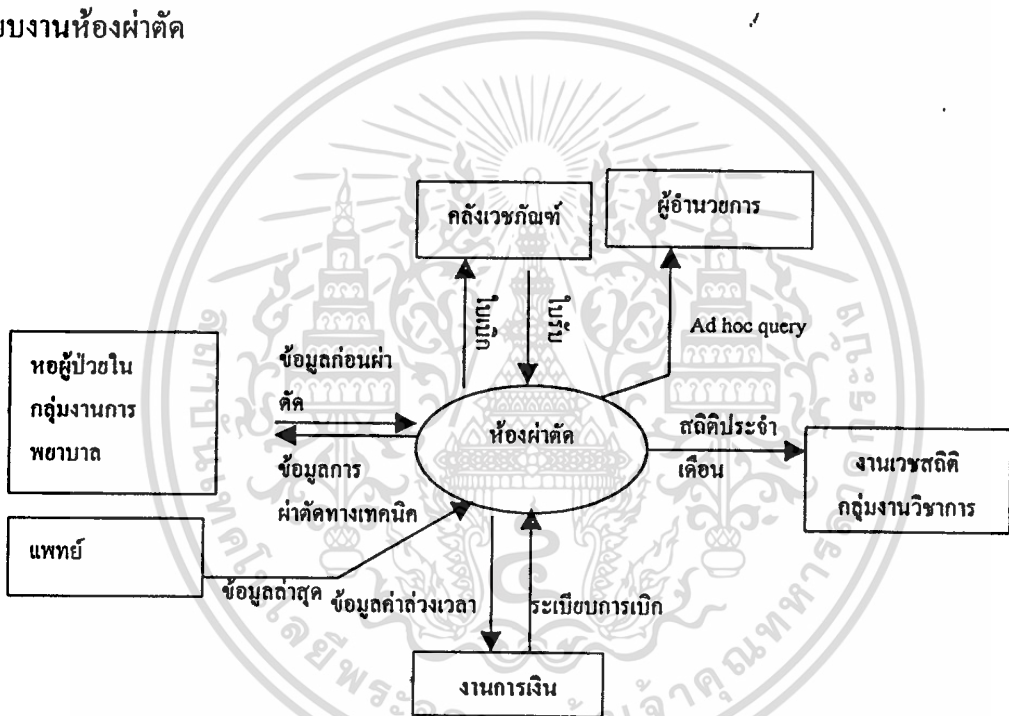 บบงานห้องผ่าตัด
คลังเวชภัณฑ์
ผู้อำนวยการ
ใบเบิก
ใบรับ
Ad hoc query
หอผู้ป่วยใน
กลุ่มงานการ
พยาบาล
ข้อมูลก่อนผ่า
ตัด
ห้องผ่าตัด
สถิติประจำ
เดือน
งานเวชสถิติ
กลุ่มงานวิชาการ
ข้อมูลการ
ผ่าตัดทางเทคนิค
แพทย์
ข้อมูลล่าสุด
ข้อมูลค่าล่วงเวลา
ระเบียบการเบิก
งานการเงิน